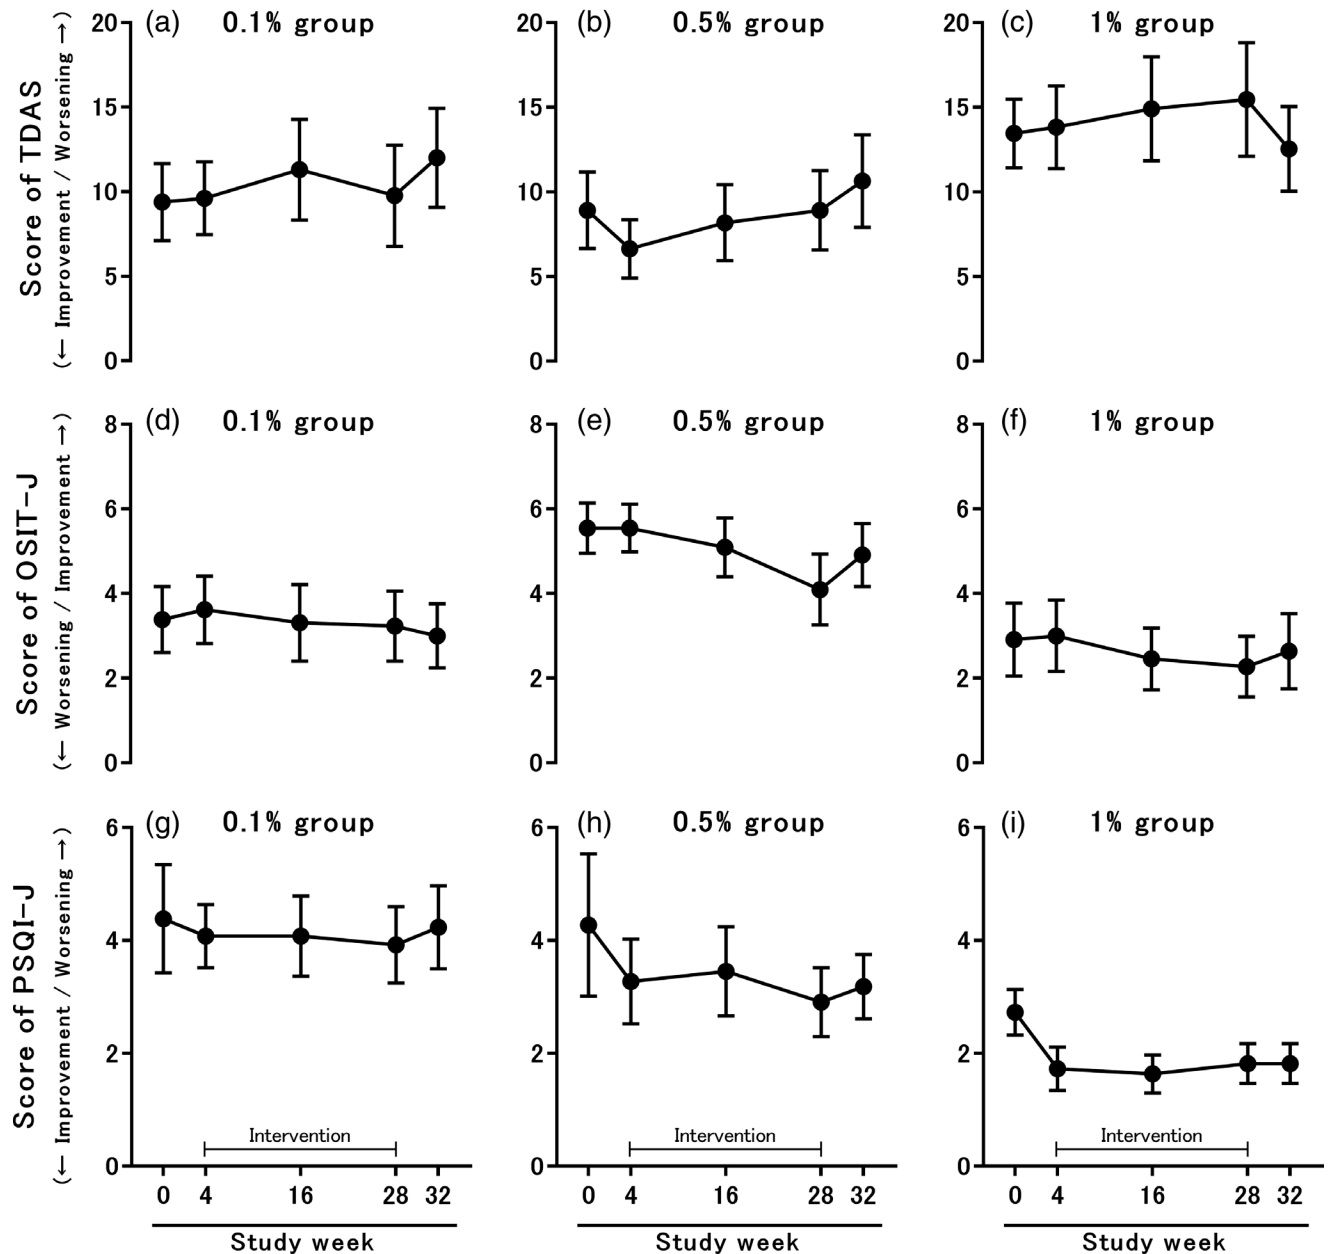 Score of TDAS
(← Improvement / Worsening →)
(a) 0.1% group
20
15
10
5
0
(b) 0.5% group
20
15
10
5
0
(c) 1% group
20
15
10
5
0
Score of OSIT-J
(← Worsening / Improvement →)
(d) 0.1% group
8
6
4
2
0
(e) 0.5% group
8
6
4
2
0
(f) 1% group
8
6
4
2
0
Score of PSQI-J
(← Improvement / Worsening →)
(g) 0.1% group
6
4
2
0
Intervention
0 4 16 28 32
Study week
(h) 0.5% group
6
4
2
0
Intervention
0 4 16 28 32
Study week
(i) 1% group
6
4
2
0
Intervention
0 4 16 28 32
Study week